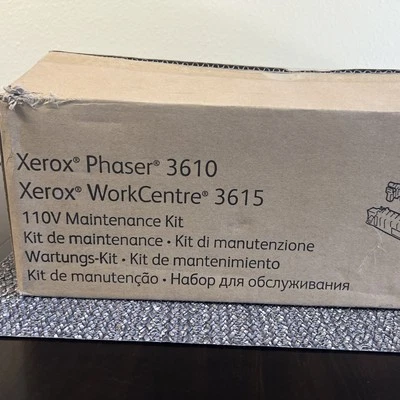 Xerox® Phaser® 3610
Xerox® WorkCentre® 3615
110V Maintenance Kit
Kit de maintenance • Kit di manutenzione
Wartungs-Kit • Kit de mantenimiento
Kit de manutenção • Набор для обслуживания